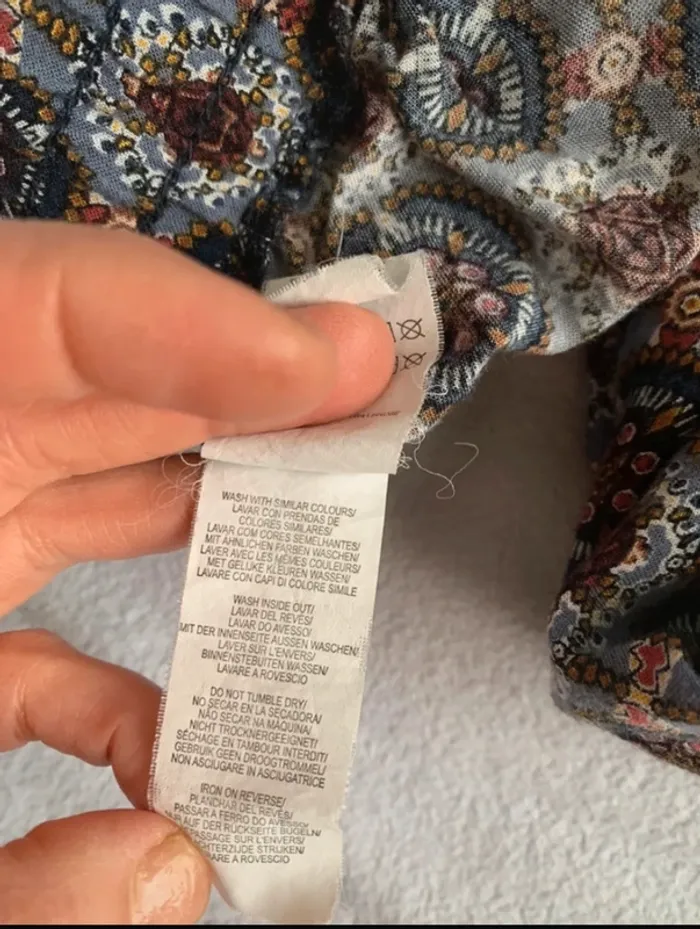 WASH WITH SIMILAR COLOURS/
LAVAR CON PRENDAS DE
COLORES SIMILARES/
LAVAR COM CORES SEMELHANTES/
MIT ÄHNLICHEN FARBEN WASCHEN/
LAVER AVEC LES MÊMES COULEURS/
MET GELIJKE KLEUREN WASSEN/
LAVARE CON CAPI DI COLORE SIMILE
WASH INSIDE OUT/
LAVAR DEL REVÉS/
LAVAR DO AVESSO/
MIT DER INNENSEITE AUSSEN WASCHEN/
LAVER SUR L'ENVERS/
BINNENSTEBUITEN WASSEN/
LAVARE A ROVESCIO
DO NOT TUMBLE DRY/
NO SECAR EN LA SECADORA/
NÃO SECAR NA MÁQUINA/
NICHT TROCKNERGEEIGNET/
SÉCHAGE EN TAMBOUR INTERDIT/
GEBRUIK GEEN DROOGTROMMEL/
NON ASCIUGARE IN ASCIUGATRICE
IRON ON REVERSE/
PLANCHAR DEL REVÉS/
PASSAR A FERRO DO AVESSO/
AUF DER RÜCKSEITE BÜGELN/
PASSAGE SUR L'ENVERS/
STRIJKEN/
A ROVESCIO